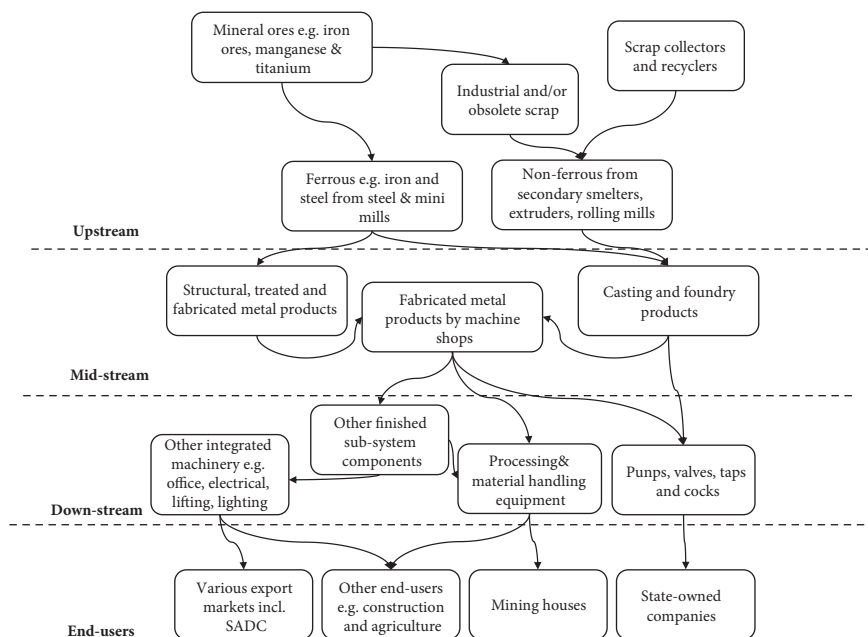 Mineral ores e.g. iron
ores, manganese &
titanium
Scrap collectors
and recyclers
Industrial and/or
obsolete scrap
Ferrous e.g. iron and
steel from steel & mini
mills
Non-ferrous from
secondary smelters,
extruders, rolling mills
Upstream
Structural, treated and
fabricated metal products
Fabricated metal
products by machine
shops
Casting and foundry
products
Mid-stream
Other finished
sub-system
components
Other integrated
machinery e.g.
office, electrical,
lifting, lighting
Processing&
material handling
equipment
Punps, valves, taps
and cocks
Down-stream
Various export
markets incl.
SADC
Other end-users
e.g. construction
and agriculture
Mining houses
State-owned
companies
End-users